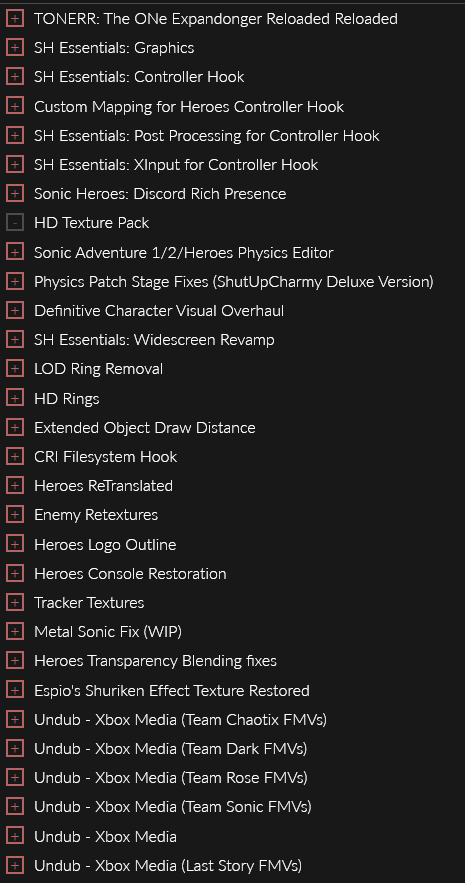 TONERR: The ONe Expandonger Reloaded Reloaded
SH Essentials: Graphics
SH Essentials: Controller Hook
Custom Mapping for Heroes Controller Hook
SH Essentials: Post Processing for Controller Hook
SH Essentials: XInput for Controller Hook
Sonic Heroes: Discord Rich Presence
HD Texture Pack
Sonic Adventure 1/2/Heroes Physics Editor
Physics Patch Stage Fixes (ShutUpCharmy Deluxe Version)
Definitive Character Visual Overhaul
SH Essentials: Widescreen Revamp
LOD Ring Removal
HD Rings
Extended Object Draw Distance
CRI Filesystem Hook
Heroes ReTranslated
Enemy Retextures
Heroes Logo Outline
Heroes Console Restoration
Tracker Textures
Metal Sonic Fix (WIP)
Heroes Transparency Blending fixes
Espio's Shuriken Effect Texture Restored
Undub - Xbox Media (Team Chaotix FMVs)
Undub - Xbox Media (Team Dark FMVs)
Undub - Xbox Media (Team Rose FMVs)
Undub - Xbox Media (Team Sonic FMVs)
Undub - Xbox Media
Undub - Xbox Media (Last Story FMVs)